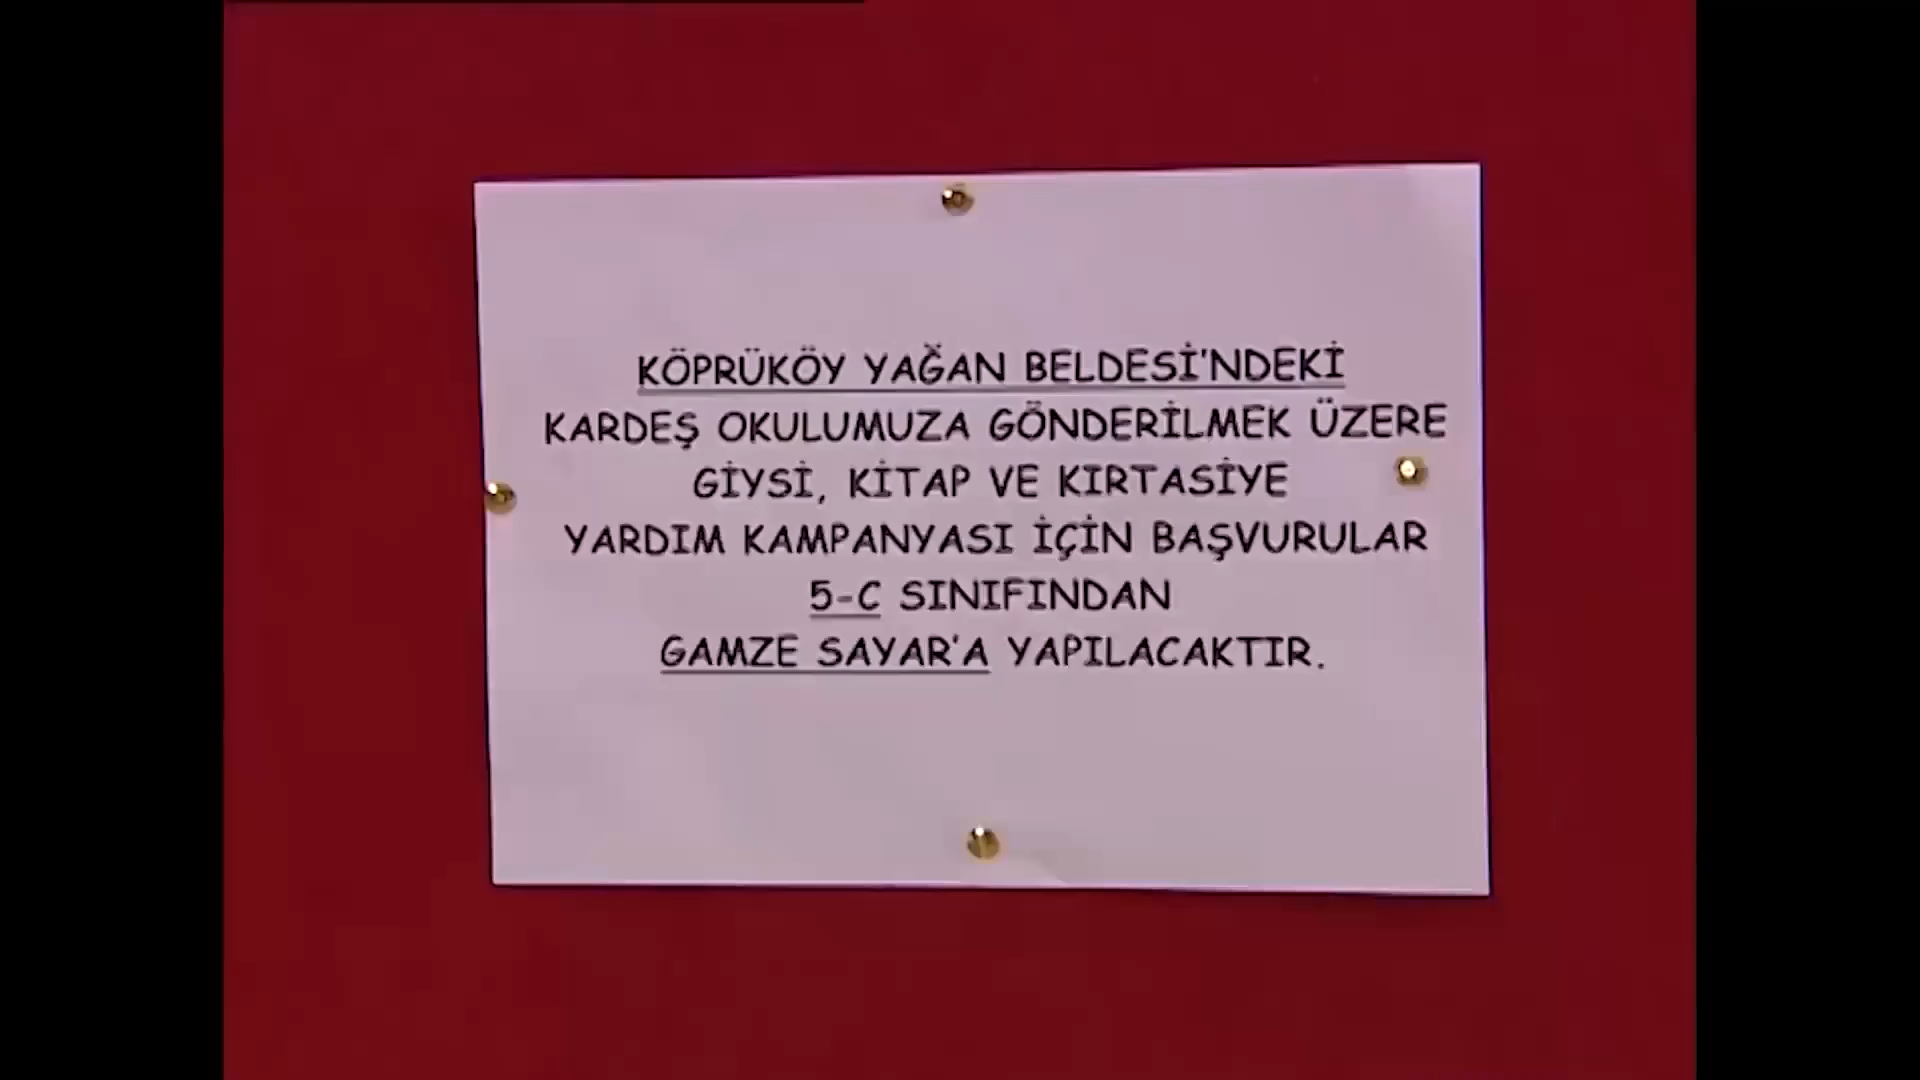 KÖPRÜKÖY YAĞAN BELDESİ'NDEKİ
KARDEŞ OKULUMUZA GÖNDERİLMEK ÜZERE
GİYSİ, KİTAP VE KIRTASİYE
YARDIM KAMPANYASI İÇİN BAŞVURULAR
5-C SINIFINDAN
GAMZE SAYAR'A YAPILACAKTIR.